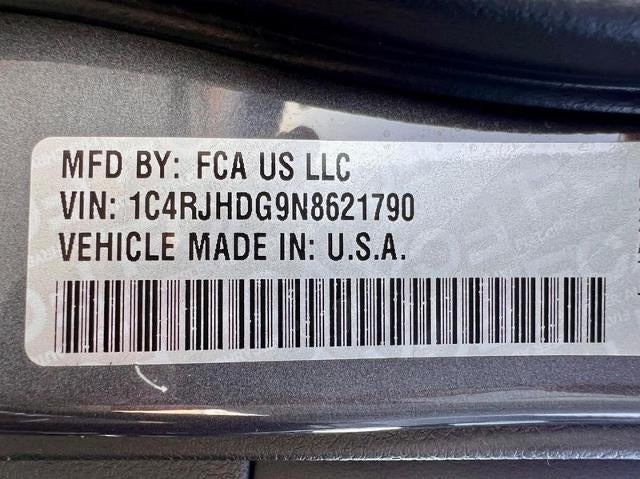 MFD BY: FCA US LLC
VIN: 1C4RJHDG9N8621790
VEHICLE MADE IN: U.S.A.